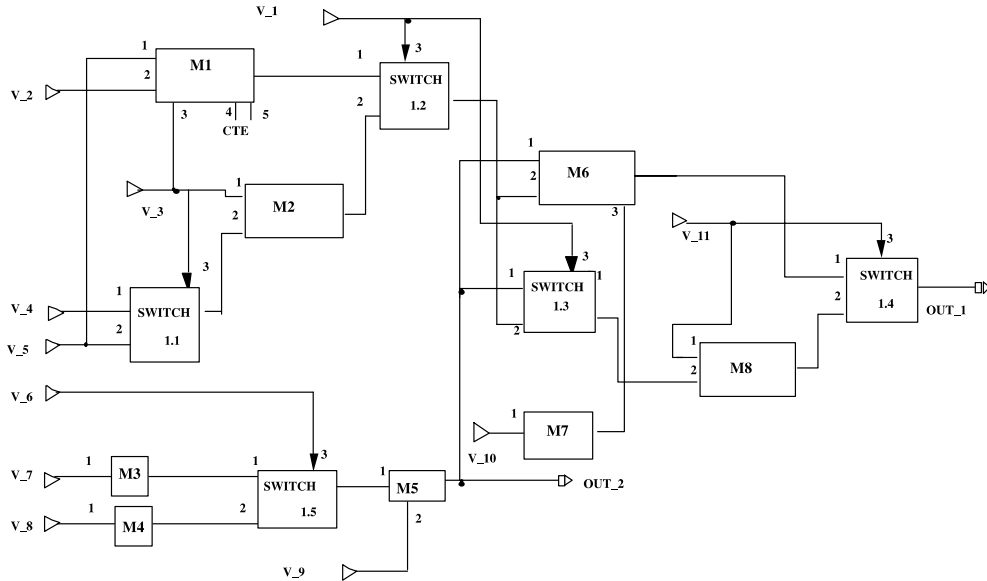 V_1
1
M1
2
V_2
3
4
5
CTE
1
3
SWITCH
1.2
2
V_3
1
M2
2
3
V_4
1
SWITCH
2
1.1
V_5
1
2
M6
3
V_11
3
1
SWITCH
1.4
2
OUT_1
3
1
SWITCH
1
1.3
2
1
2
M8
V_6
1
M7
V_10
V_7
1
M3
1
3
SWITCH
1.5
2
V_8
1
M4
1
M5
2
OUT_2
V_9